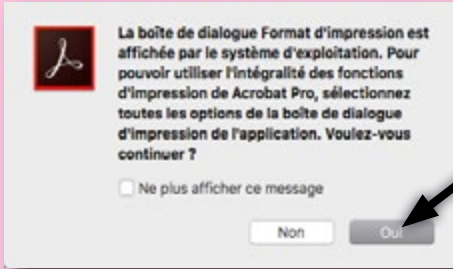 La boîte de dialogue Format d'impression est
affichée par le système d'exploitation. Pour
pouvoir utiliser l'intégralité des fonctions
d'impression de Acrobat Pro, sélectionnez
toutes les options de la boîte de dialogue
d'impression de l'application. Voulez-vous
continuer ?
Ne plus afficher ce message
Non
Oui